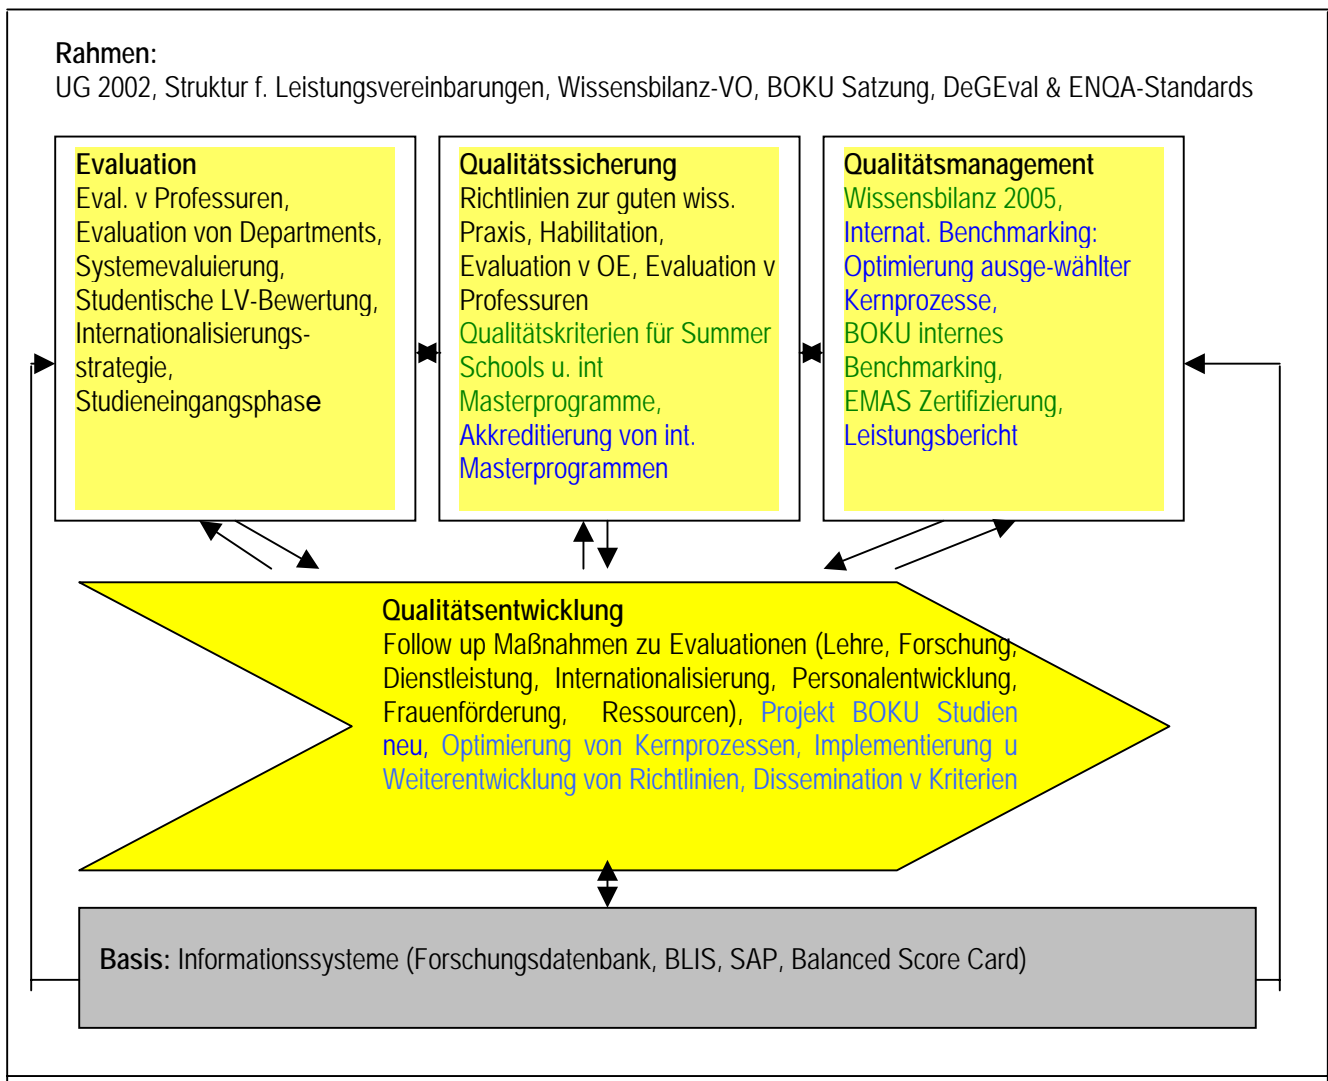 Rahmen:
UG 2002, Struktur f. Leistungsvereinbarungen, Wissensbilanz-VO, BOKU Satzung, DeGEval & ENQA-Standards
Evaluation
Eval. v Professuren,
Evaluation von Departments,
Systemevaluierung,
Studentische LV-Bewertung,
Internationalisierungs-
strategie,
Studieneingangsphase
Qualitätssicherung
Richtlinien zur guten wiss.
Praxis, Habilitation,
Evaluation v OE, Evaluation v
Professuren
Qualitätskriterien für Summer
Schools u. int
Masterprogramme,
Akkreditierung von int.
Masterprogrammen
Qualitätsmanagement
Wissensbilanz 2005,
Internat. Benchmarking:
Optimierung ausge-wählter
Kernprozesse,
BOKU internes
Benchmarking,
EMAS Zertifizierung,
Leistungsbericht
Qualitätsentwicklung
Follow up Maßnahmen zu Evaluationen (Lehre, Forschung,
Dienstleistung, Internationalisierung, Personalentwicklung,
Frauenförderung, Ressourcen), Projekt BOKU Studien
neu, Optimierung von Kernprozessen, Implementierung u
Weiterentwicklung von Richtlinien, Dissemination v Kriterien
Basis: Informationssysteme (Forschungsdatenbank, BLIS, SAP, Balanced Score Card)